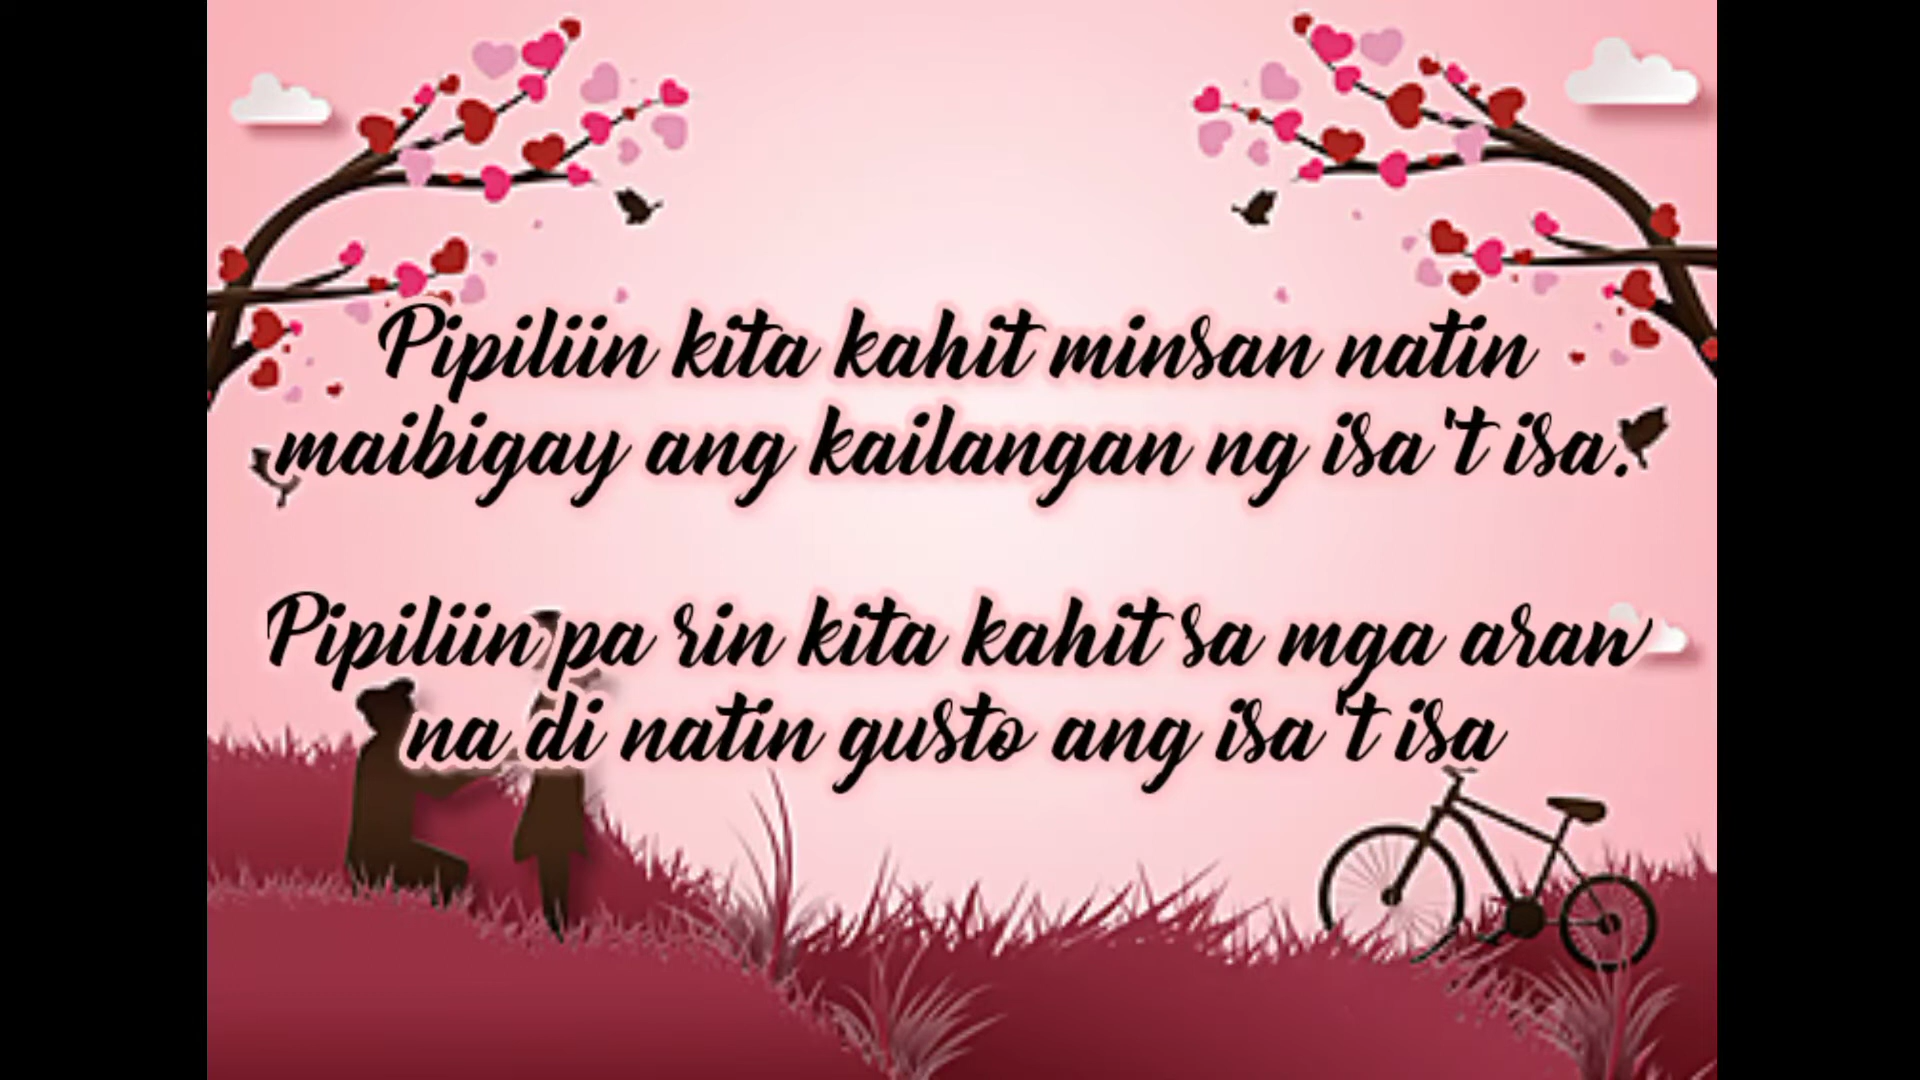 Pipiliin kita kahit minsan natin
maibigay ang kailangan ng isa't isa.
Pipiliin pa rin kita kahit sa mga araw
na di natin gusto ang isa't isa